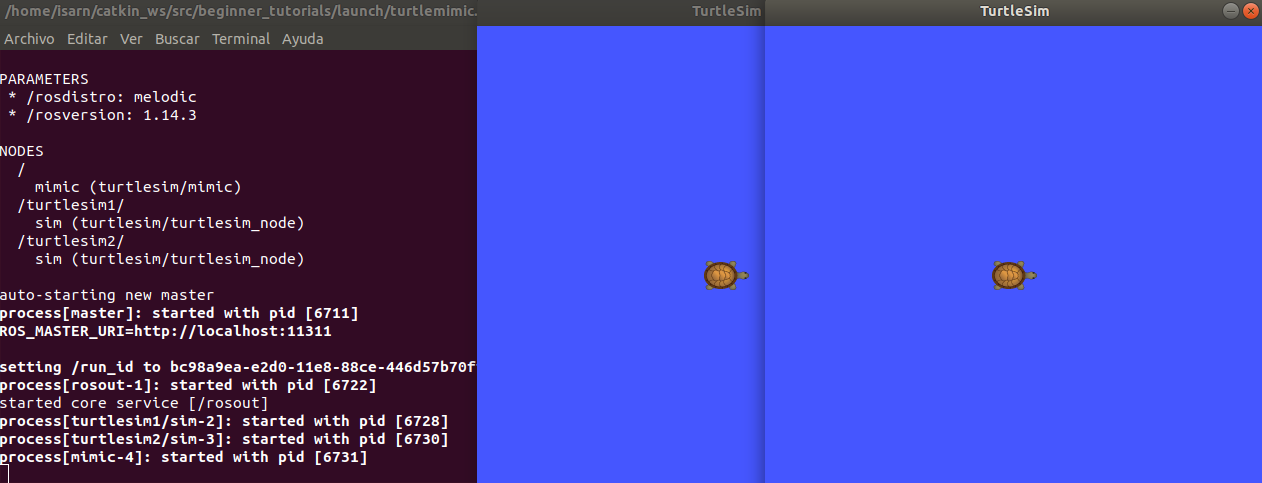 /home/isarn/catkin_ws/src/beginner_tutorials/launch/turtlemimic.
Archivo Editar Ver Buscar Terminal Ayuda
PARAMETERS
* /rosdistro: melodic
* /rosversion: 1.14.3
NODES
/
mimic (turtlesim/mimic)
/turtlesim1/
sim (turtlesim/turtlesim_node)
/turtlesim2/
sim (turtlesim/turtlesim_node)
auto-starting new master
process[master]: started with pid [6711]
ROS_MASTER_URI=http://localhost:11311
setting /run_id to bc98a9ea-e2d0-11e8-88ce-446d57b70f
process[rosout-1]: started with pid [6722]
started core service [/rosout]
process[turtlesim1/sim-2]: started with pid [6728]
process[turtlesim2/sim-3]: started with pid [6730]
process[mimic-4]: started with pid [6731]
TurtleSim
TurtleSim